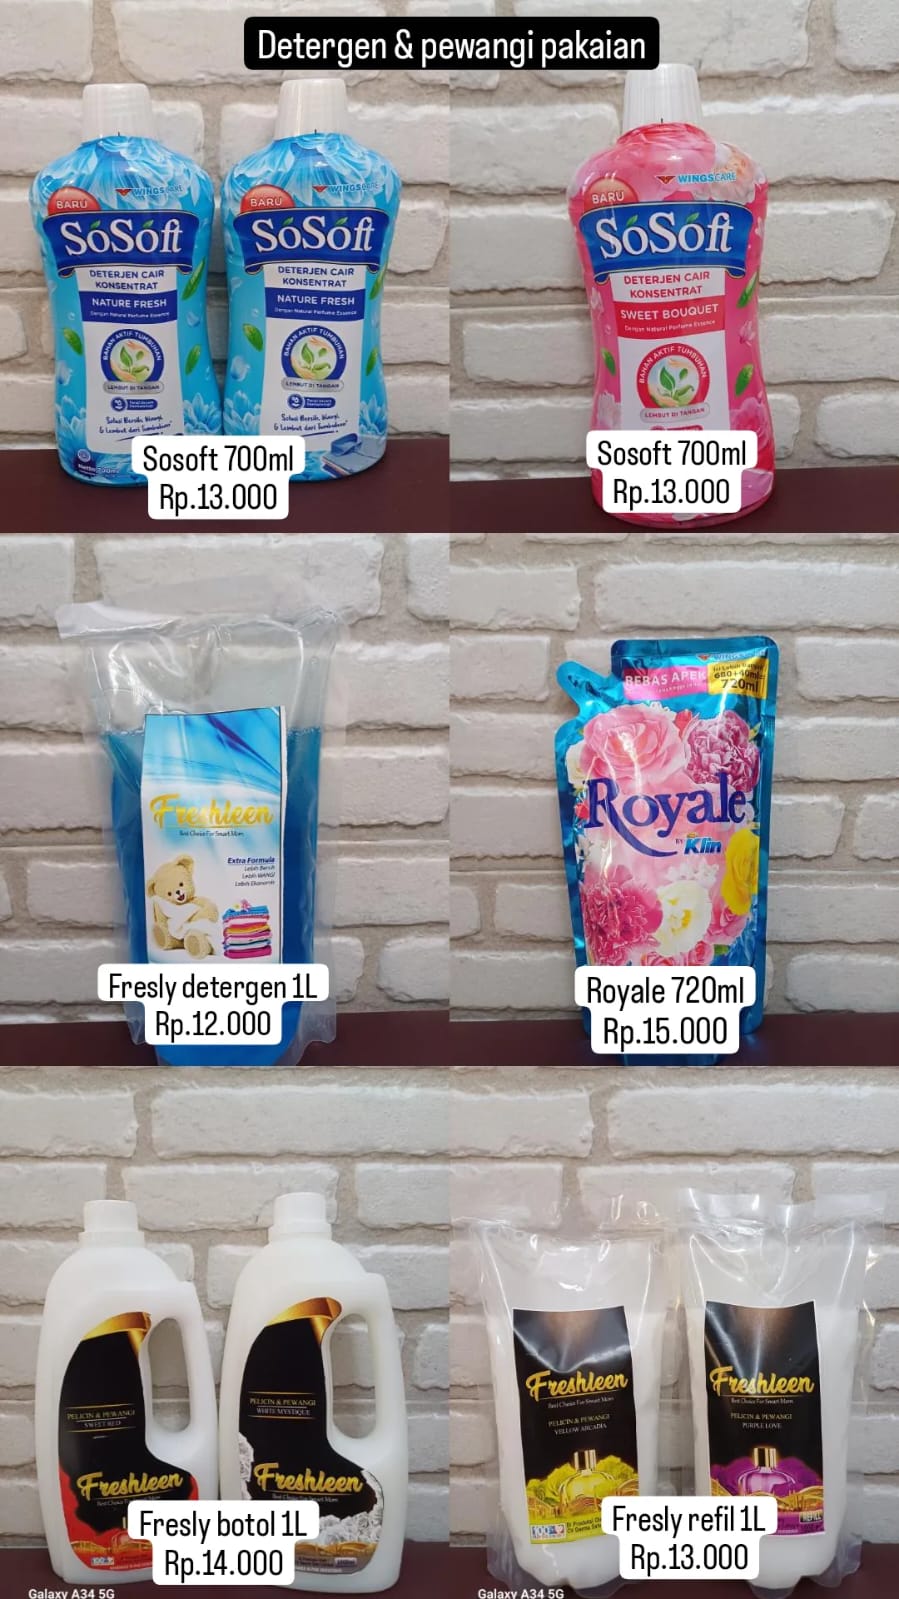 Detergen & pewangi pakaian
WINGSCARE
BARU
SoSoft
DETERJEN CAIR
KONSENTRAT
NATURE FRESH
Dengan Natural Parfume Essence
BAHAN AKTIF TUMBUHAN
LEMBUT DI TANGAN
Sosoft 700ml
Rp.13.000
WINGSCARE
BARU
SoSoft
DETERJEN CAIR
KONSENTRAT
NATURE FRESH
Dengan Natural Parfume Essence
BAHAN AKTIF TUMBUHAN
LEMBUT DI TANGAN
Solusi Bersih, Wangi,
& Lembut dari Tumbuhan
WINGSCARE
BARU
SoSoft
DETERJEN CAIR
KONSENTRAT
SWEET BOUQUET
Dengan Natural Parfume Essence
BAHAN AKTIF TUMBUHAN
LEMBUT DI TANGAN
Sosoft 700ml
Rp.13.000
Freshleen
Best Choice For Smart Mom
Extra Formula
Lebih Bersih
Lebih WANGI
Lebih Ekonomis
Fresly detergen 1L
Rp.12.000
BEBAS APEK
Isi Lebih Banyak
680+40ml=
720ml
Royale
BY So Klin
Royale 720ml
Rp.15.000
PELICIN & PEWANGI
SWEET RED
Freshleen
Best Choice For Smart Mom
100%
PELICIN & PEWANGI
WHITE MYSTIQUE
Freshleen
Best Choice For Smart Mom
Fresly botol 1L
Rp.14.000
Galaxy A34 5G
Freshleen
Best Choice For Smart Mom
PELICIN & PEWANGI
YELLOW ARCADIA
100%
Freshleen
Best Choice For Smart Mom
PELICIN & PEWANGI
PURPLE LOVE
REFILL
Fresly refil 1L
Rp.13.000
Galaxy A34 5G